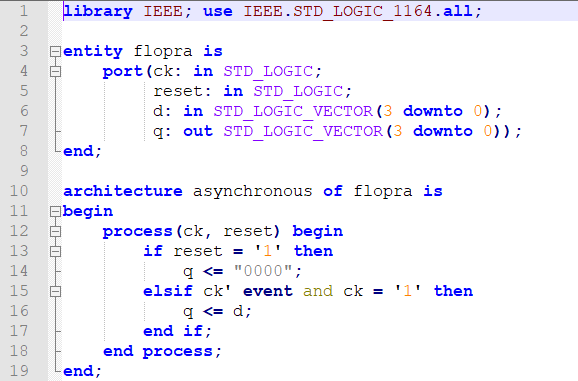 1 library IEEE; use IEEE.STD_LOGIC_1164.all;
2
3 entity flopra is
4 port(ck: in STD_LOGIC;
5 reset: in STD_LOGIC;
6 d: in STD_LOGIC_VECTOR(3 downto 0);
7 q: out STD_LOGIC_VECTOR(3 downto 0));
8 end;
9
10 architecture asynchronous of flopra is
11 begin
12 process(ck, reset) begin
13 if reset = '1' then
14 q <= "0000";
15 elsif ck' event and ck = '1' then
16 q <= d;
17 end if;
18 end process;
19 end;